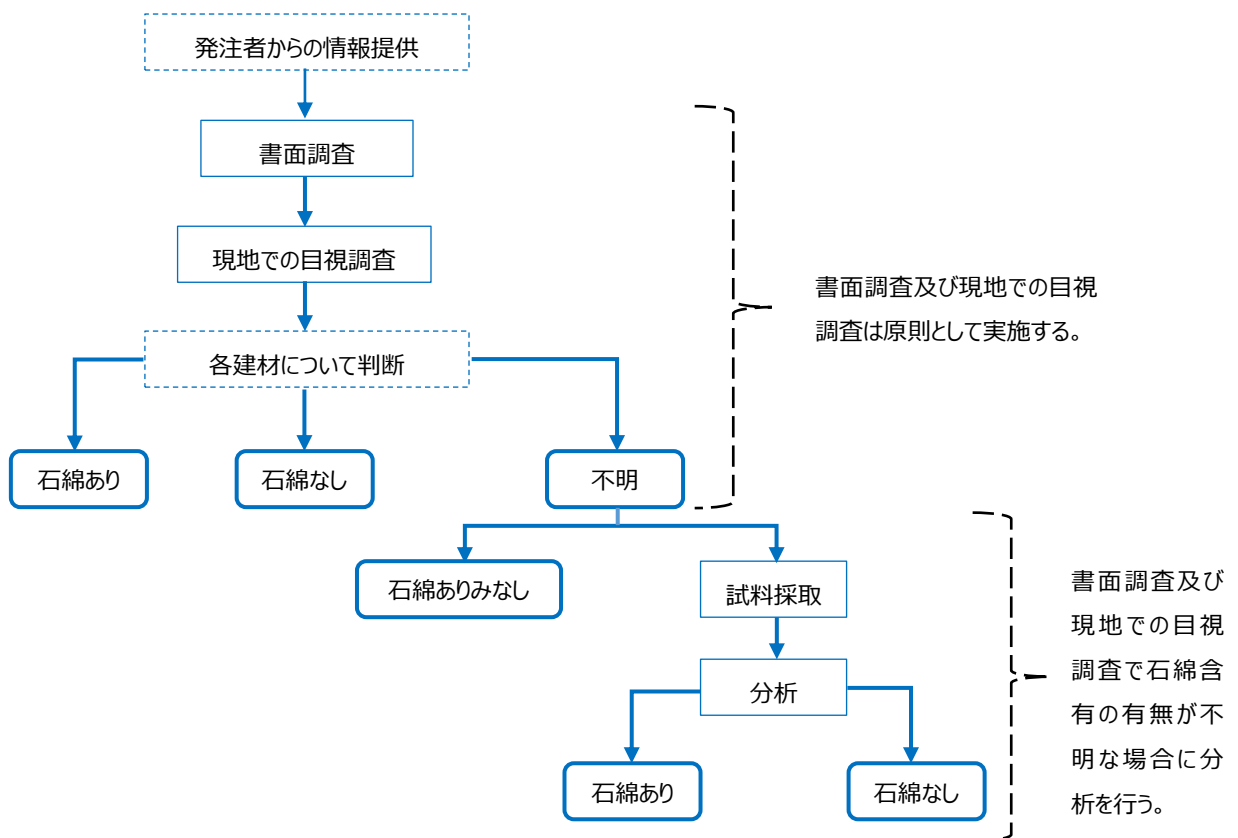 発注者からの情報提供
書面調査
現地での目視調査
書面調査及び現地での目視
調査は原則として実施する。
各建材について判断
石綿あり
石綿なし
不明
石綿ありみなし
試料採取
分析
石綿あり
石綿なし
書面調査及び
現地での目視
調査で石綿含
有の有無が不
明な場合に分
析を行う。